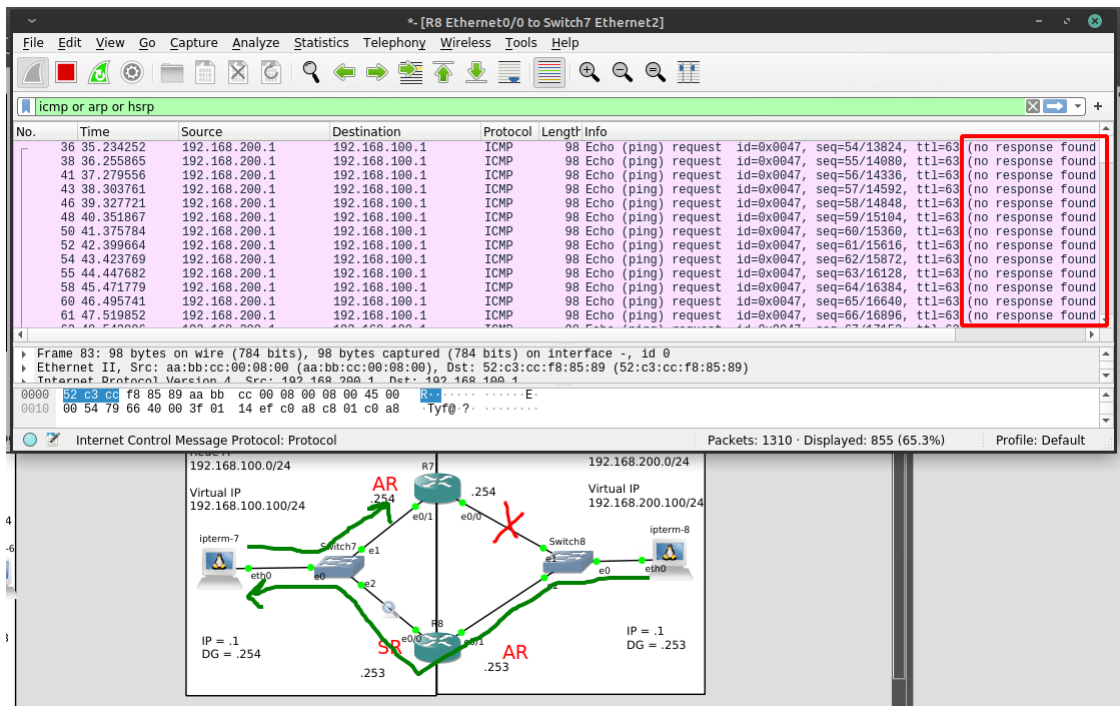 *- [R8 Ethernet0/0 to Switch7 Ethernet2]
File Edit View Go Capture Analyze Statistics Telephony Wireless Tools Help
icmp or arp or hsrp
No. Time Source Destination Protocol Length Info
36 35.234252 192.168.200.1 192.168.100.1 ICMP 98 Echo (ping) request id=0x0047, seq=54/13824, ttl=63 (no response found
38 36.255865 192.168.200.1 192.168.100.1 ICMP 98 Echo (ping) request id=0x0047, seq=55/14080, ttl=63 (no response found
41 37.279556 192.168.200.1 192.168.100.1 ICMP 98 Echo (ping) request id=0x0047, seq=56/14336, ttl=63 (no response found
43 38.303761 192.168.200.1 192.168.100.1 ICMP 98 Echo (ping) request id=0x0047, seq=57/14592, ttl=63 (no response found
46 39.327721 192.168.200.1 192.168.100.1 ICMP 98 Echo (ping) request id=0x0047, seq=58/14848, ttl=63 (no response found
48 40.351867 192.168.200.1 192.168.100.1 ICMP 98 Echo (ping) request id=0x0047, seq=59/15104, ttl=63 (no response found
50 41.375784 192.168.200.1 192.168.100.1 ICMP 98 Echo (ping) request id=0x0047, seq=60/15360, ttl=63 (no response found
52 42.399664 192.168.200.1 192.168.100.1 ICMP 98 Echo (ping) request id=0x0047, seq=61/15616, ttl=63 (no response found
54 43.423769 192.168.200.1 192.168.100.1 ICMP 98 Echo (ping) request id=0x0047, seq=62/15872, ttl=63 (no response found
55 44.447682 192.168.200.1 192.168.100.1 ICMP 98 Echo (ping) request id=0x0047, seq=63/16128, ttl=63 (no response found
58 45.471779 192.168.200.1 192.168.100.1 ICMP 98 Echo (ping) request id=0x0047, seq=64/16384, ttl=63 (no response found
60 46.495741 192.168.200.1 192.168.100.1 ICMP 98 Echo (ping) request id=0x0047, seq=65/16640, ttl=63 (no response found
61 47.519852 192.168.200.1 192.168.100.1 ICMP 98 Echo (ping) request id=0x0047, seq=66/16896, ttl=63 (no response found
Frame 83: 98 bytes on wire (784 bits), 98 bytes captured (784 bits) on interface -, id 0
Ethernet II, Src: aa:bb:cc:00:08:00 (aa:bb:cc:00:08:00), Dst: 52:c3:cc:f8:85:89 (52:c3:cc:f8:85:89)
Internet Protocol Version 4, Src: 192.168.200.1, Dst: 192.168.100.1
0000 52 c3 cc f8 85 89 aa bb cc 00 08 00 08 00 45 00 R·······  ······E·
0010 00 54 79 66 40 00 3f 01 14 ef c0 a8 c8 01 c0 a8 ·Tyf@·?· ········
Internet Control Message Protocol: Protocol Packets: 1310 · Displayed: 855 (65.3%) Profile: Default
192.168.100.0/24
192.168.200.0/24
R7
Virtual IP
192.168.100.100/24
AR
.254
.254
Virtual IP
192.168.200.100/24
e0/1
e0/0
ipterm-7
Switch7
e1
Switch8
ipterm-8
e1
eth0
e0
e0
eth0
e2
e2
R8
e0/0
e0/1
SR
AR
IP = .1
DG = .254
IP = .1
DG = .253
.253
.253